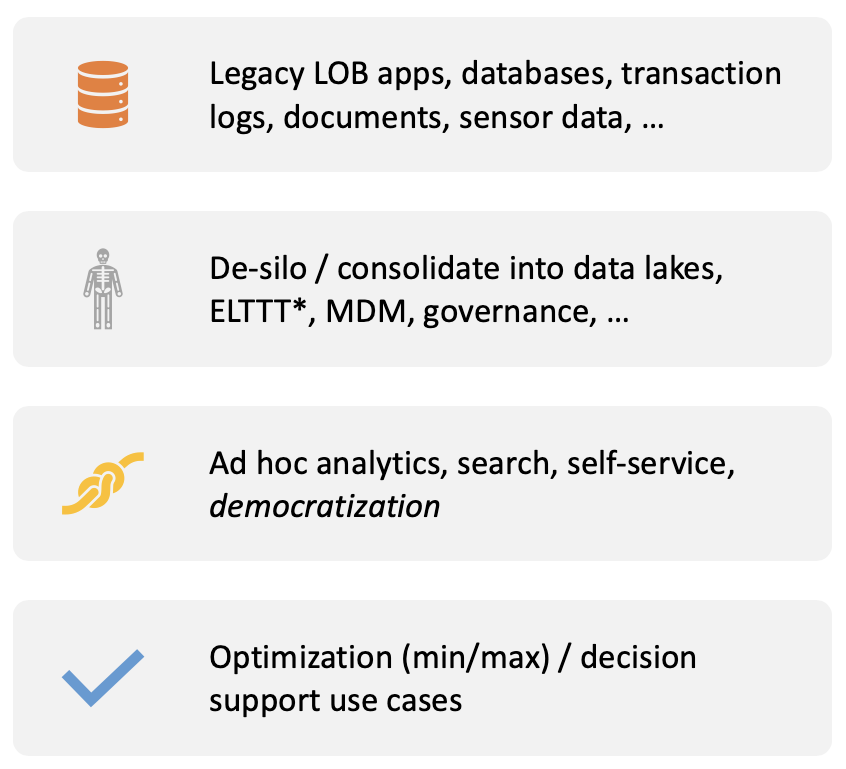 Legacy LOB apps, databases, transaction
logs, documents, sensor data, …
De-silo / consolidate into data lakes,
ELTTT*, MDM, governance, …
Ad hoc analytics, search, self-service,
democratization
Optimization (min/max) / decision
support use cases